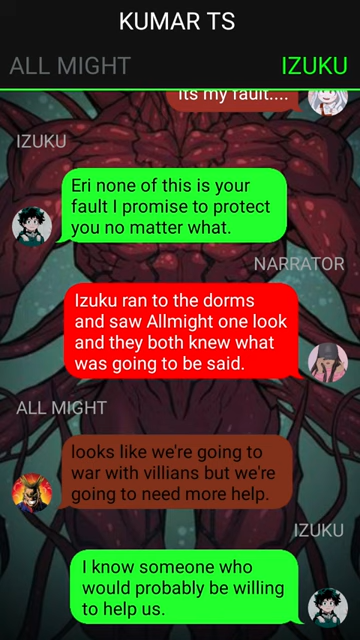 KUMAR TS
ALL MIGHT
IZUKU
Its my fault....
IZUKU
Eri none of this is your
fault I promise to protect
you no matter what.
NARRATOR
Izuku ran to the dorms
and saw Allmight one look
and they both knew what
was going to be said.
ALL MIGHT
looks like we're going to
war with villians but we're
going to need more help.
IZUKU
I know someone who
would probably be willing
to help us.